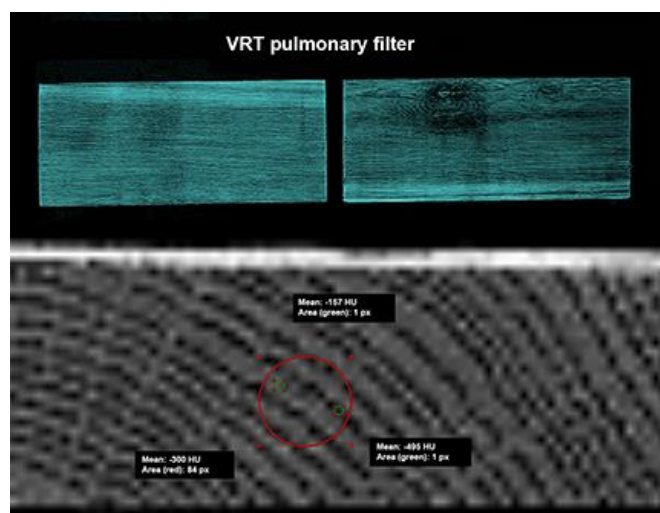 VRT pulmonary filter
Mean: -157 HU
Area (green): 1 px
Mean: -495 HU
Area (green): 1 px
Mean: -300 HU
Area (red): 84 px